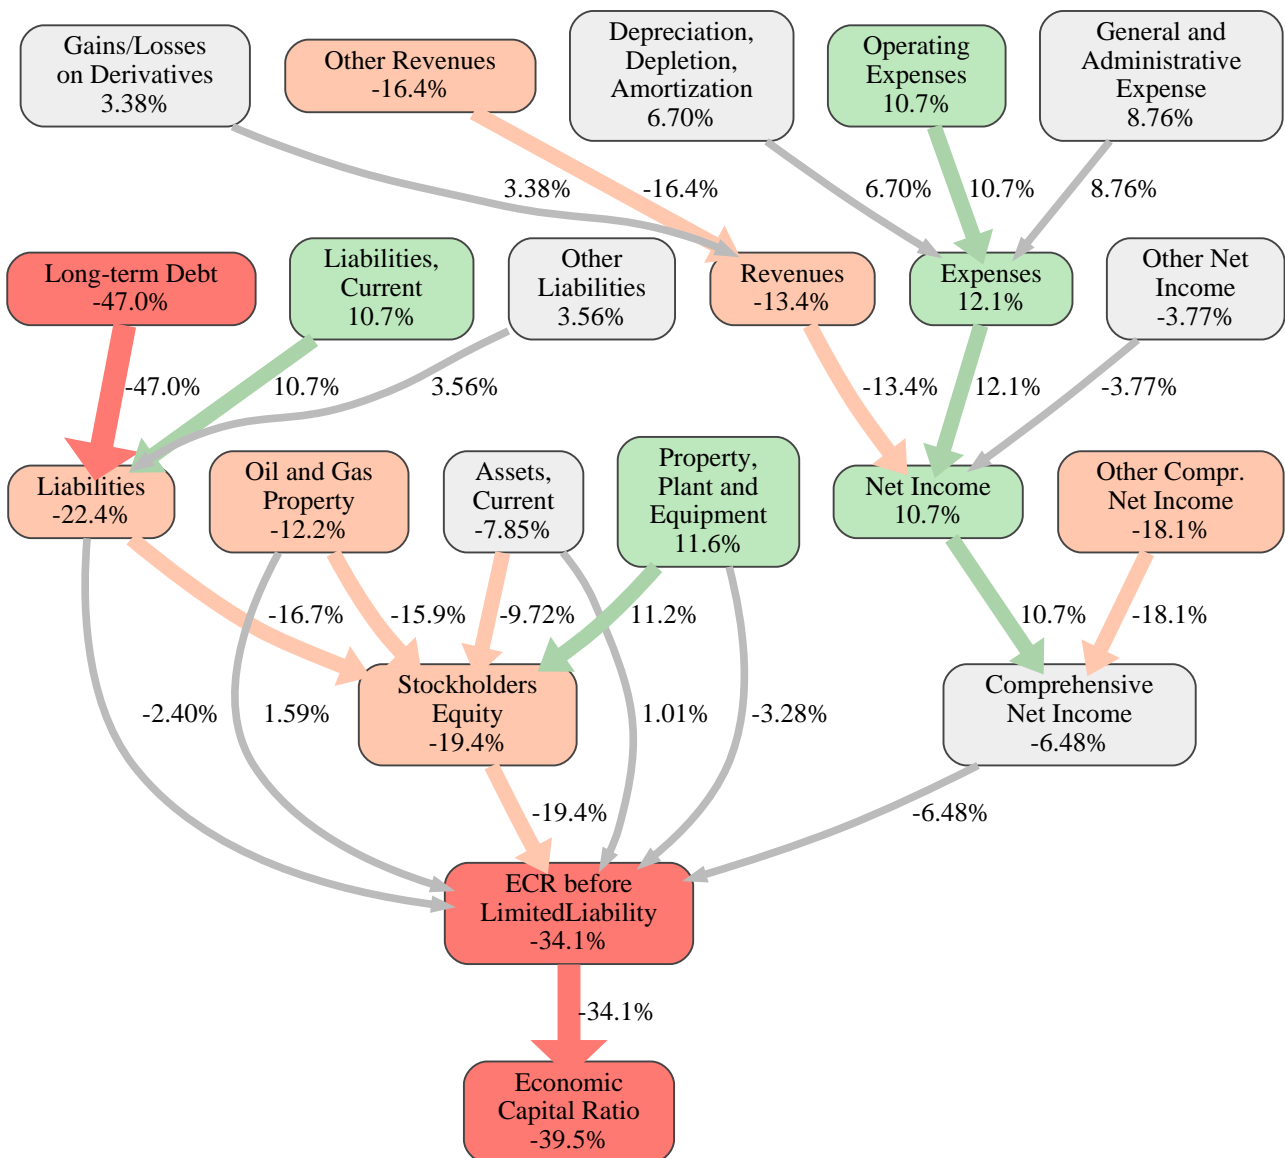 Gains/Losses
on Derivatives
3.38%
Other Revenues
-16.4%
Depreciation,
Depletion,
Amortization
6.70%
Operating
Expenses
10.7%
General and
Administrative
Expense
8.76%
3.38%
-16.4%
6.70%
10.7%
8.76%
Long-term Debt
-47.0%
Liabilities,
Current
10.7%
Other
Liabilities
3.56%
Revenues
-13.4%
Expenses
12.1%
Other Net
Income
-3.77%
-47.0%
10.7%
3.56%
-13.4%
12.1%
-3.77%
Liabilities
-22.4%
Oil and Gas
Property
-12.2%
Assets,
Current
-7.85%
Property,
Plant and
Equipment
11.6%
Net Income
10.7%
Other Compr.
Net Income
-18.1%
-16.7%
-15.9%
-9.72%
11.2%
10.7%
-18.1%
-2.40%
1.59%
Stockholders
Equity
-19.4%
1.01%
-3.28%
Comprehensive
Net Income
-6.48%
-19.4%
-6.48%
ECR before
LimitedLiability
-34.1%
-34.1%
Economic
Capital Ratio
-39.5%